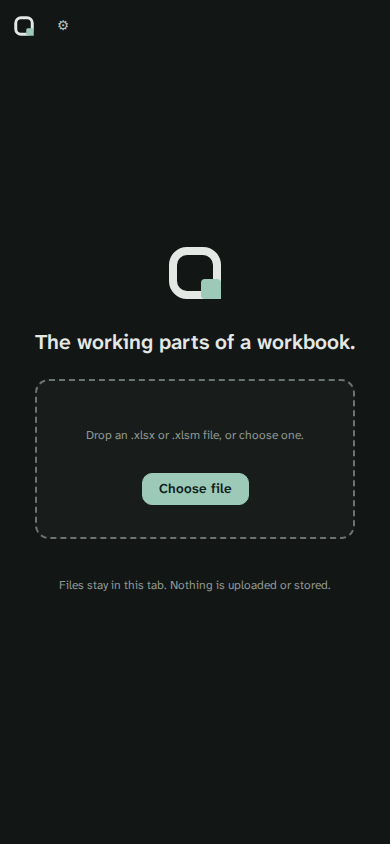 The working parts of a workbook.
Drop an .xlsx or .xlsm file, or choose one.
Choose file
Files stay in this tab. Nothing is uploaded or stored.